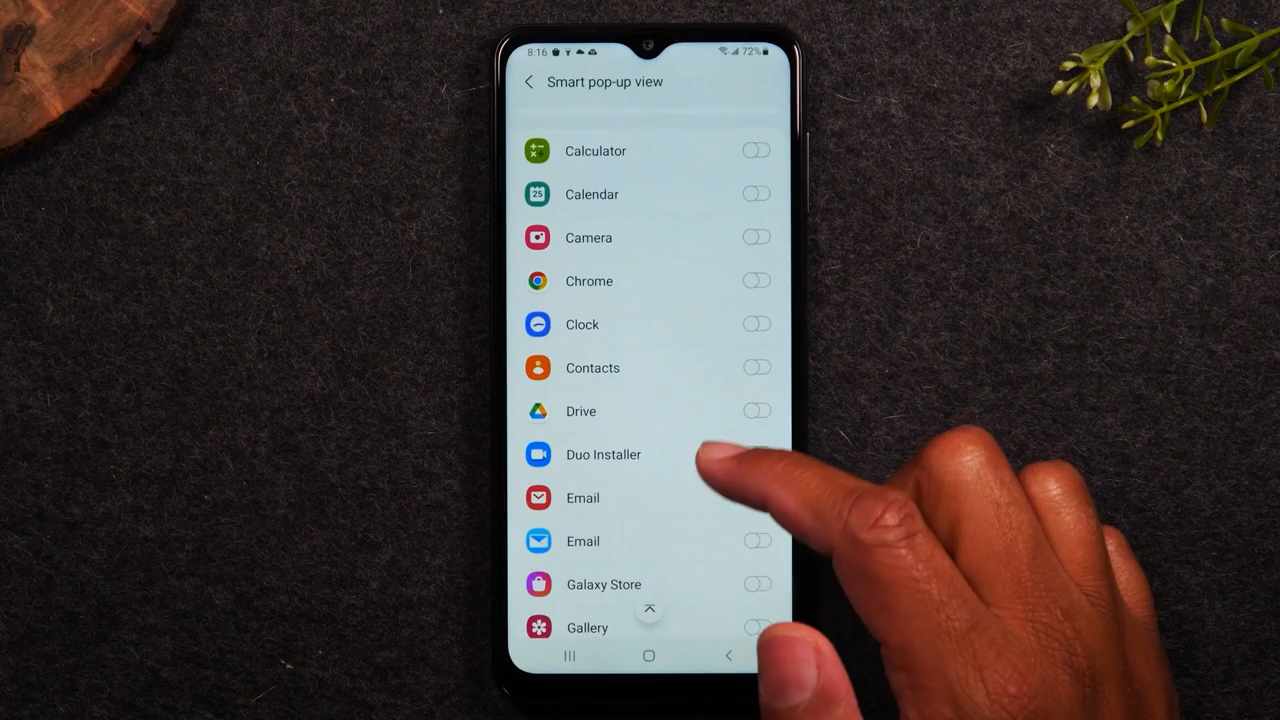 8:16 72%
Smart pop-up view
Calculator
25 Calendar
Camera
Chrome
Clock
Contacts
Drive
Duo Installer
Email
Email
Galaxy Store
Gallery